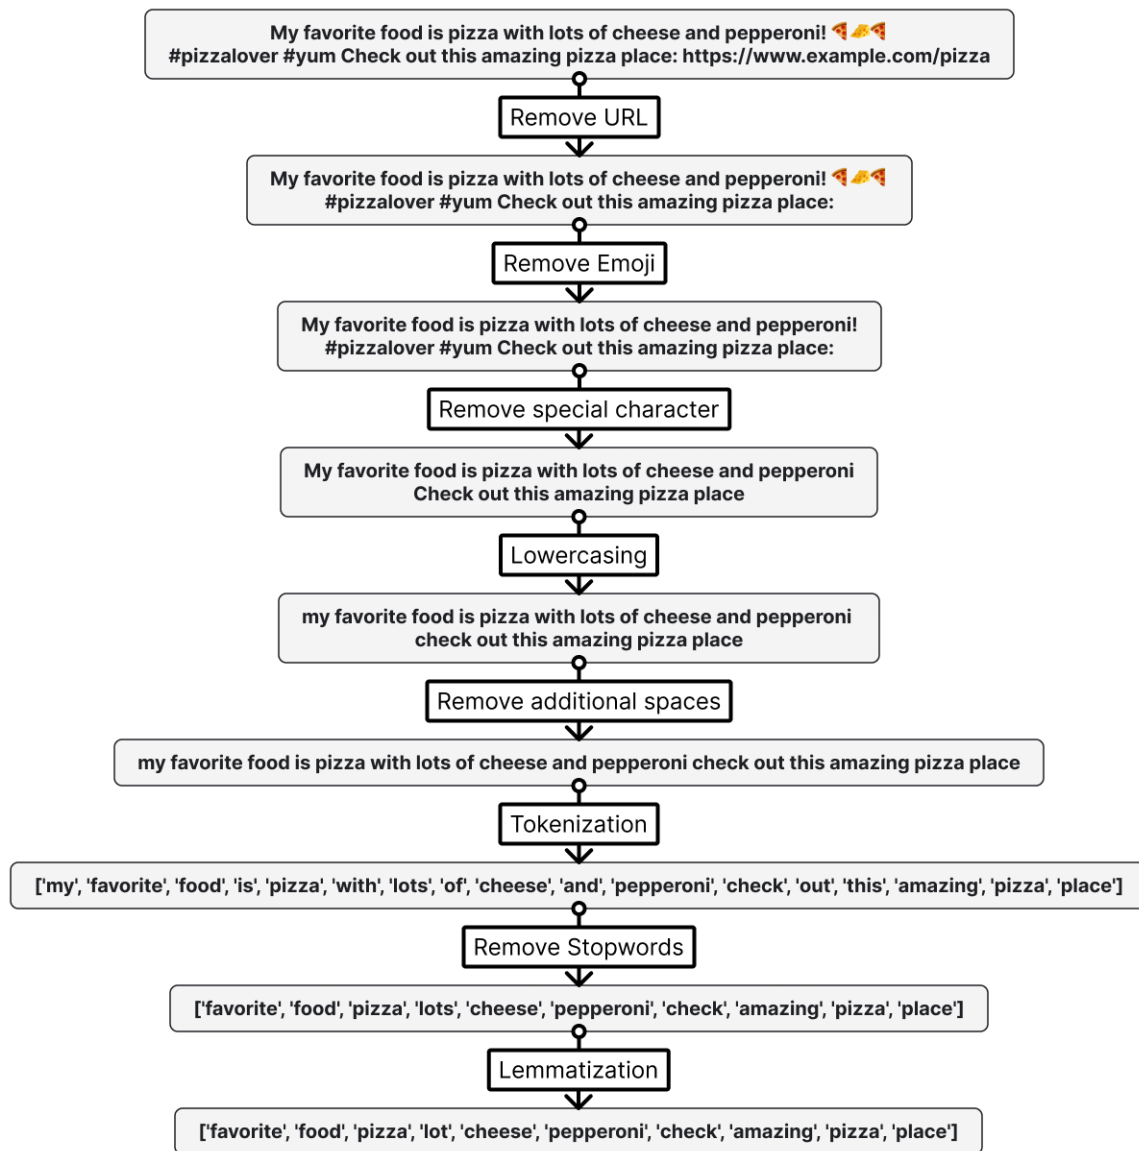 My favorite food is pizza with lots of cheese and pepperoni! 🍕🧀🍕
#pizzalover #yum Check out this amazing pizza place: https://www.example.com/pizza
Remove URL
My favorite food is pizza with lots of cheese and pepperoni! 🍕🧀🍕
#pizzalover #yum Check out this amazing pizza place:
Remove Emoji
My favorite food is pizza with lots of cheese and pepperoni!
#pizzalover #yum Check out this amazing pizza place:
Remove special character
My favorite food is pizza with lots of cheese and pepperoni
Check out this amazing pizza place
Lowercasing
my favorite food is pizza with lots of cheese and pepperoni
check out this amazing pizza place
Remove additional spaces
my favorite food is pizza with lots of cheese and pepperoni check out this amazing pizza place
Tokenization
['my', 'favorite', 'food', 'is', 'pizza', 'with', 'lots', 'of', 'cheese', 'and', 'pepperoni', 'check', 'out', 'this', 'amazing', 'pizza', 'place']
Remove Stopwords
['favorite', 'food', 'pizza', 'lots', 'cheese', 'pepperoni', 'check', 'amazing', 'pizza', 'place']
Lemmatization
['favorite', 'food', 'pizza', 'lot', 'cheese', 'pepperoni', 'check', 'amazing', 'pizza', 'place']